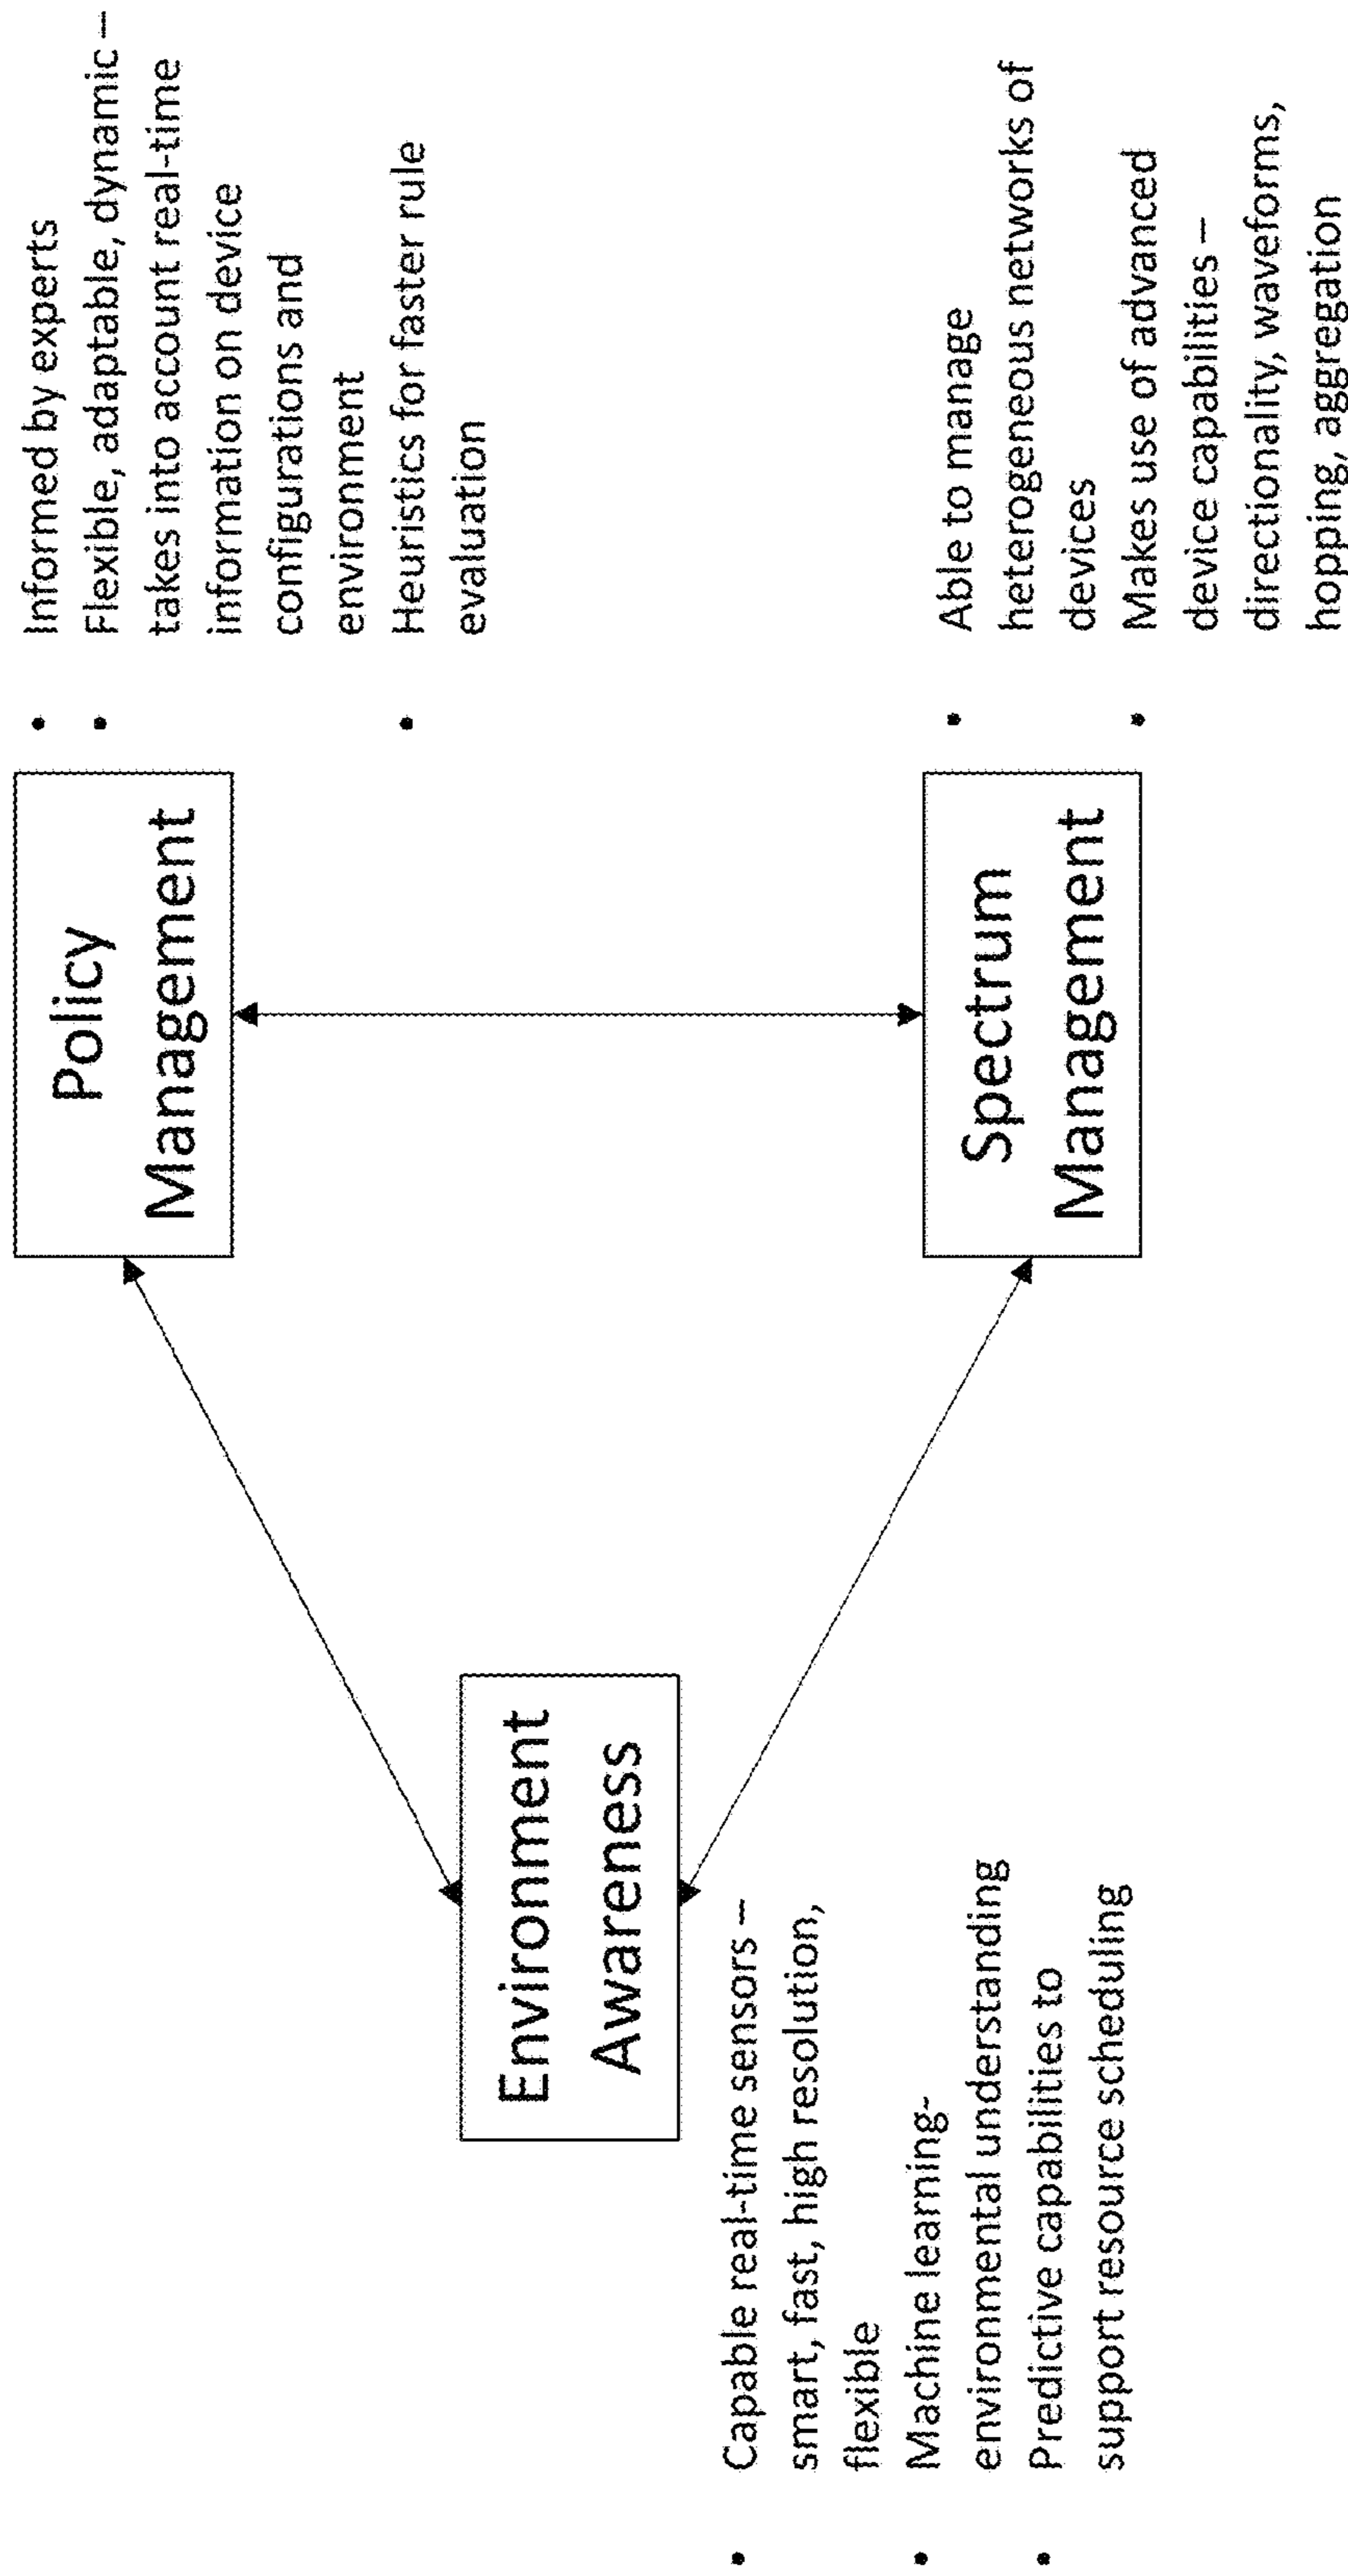 Policy
Management
• Informed by experts
• Flexible, adaptable, dynamic –
takes into account real-time
information on device
configurations and
environment
• Heuristics for faster rule
evaluation
Environment
Awareness
• Capable real-time sensors –
smart, fast, high resolution,
flexible
• Machine learning-
environmental understanding
• Predictive capabilities to
support resource scheduling
Spectrum
Management
• Able to manage
heterogeneous networks of
devices
• Makes use of advanced
device capabilities –
directionality, waveforms,
hopping, aggregation